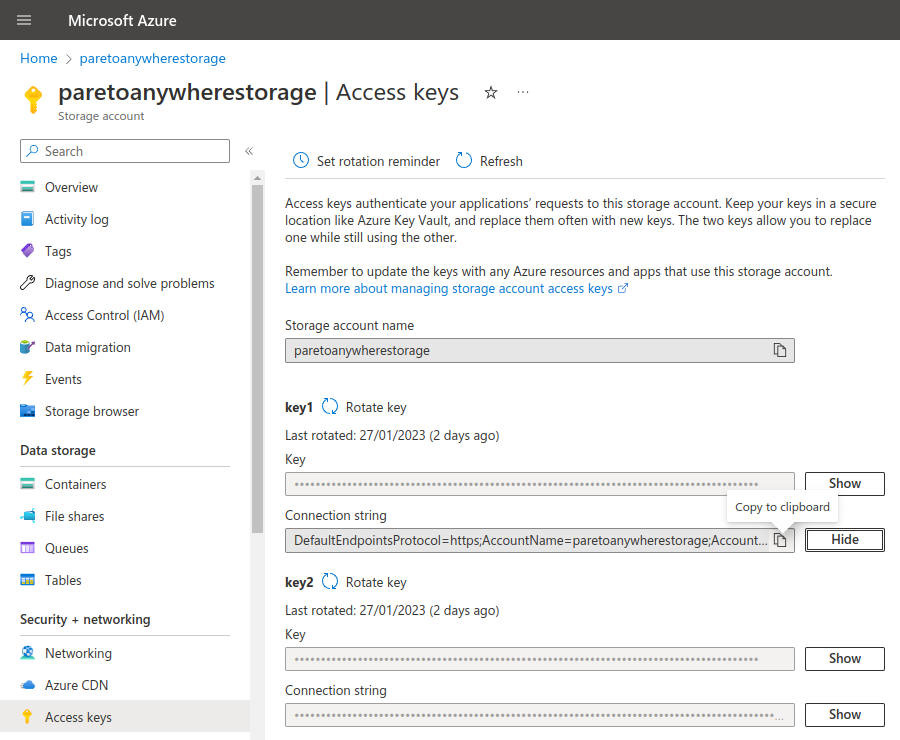 Microsoft Azure
Home > paretoanywherestorage
paretoanywherestorage | Access keys
Storage account
Search
Overview
Activity log
Tags
Diagnose and solve problems
Access Control (IAM)
Data migration
Events
Storage browser
Data storage
Containers
File shares
Queues
Tables
Security + networking
Networking
Azure CDN
Access keys
Set rotation reminder
Refresh
Access keys authenticate your applications’ requests to this storage account. Keep your keys in a secure
location like Azure Key Vault, and replace them often with new keys. The two keys allow you to replace
one while still using the other.
Remember to update the keys with any Azure resources and apps that use this storage account.
Learn more about managing storage account access keys
Storage account name
paretoanywherestorage
key1 Rotate key
Last rotated: 27/01/2023 (2 days ago)
Key
Show
Copy to clipboard
Connection string
DefaultEndpointsProtocol=https;AccountName=paretoanywherestorage;Account...
Hide
key2 Rotate key
Last rotated: 27/01/2023 (2 days ago)
Key
Show
Connection string
Show